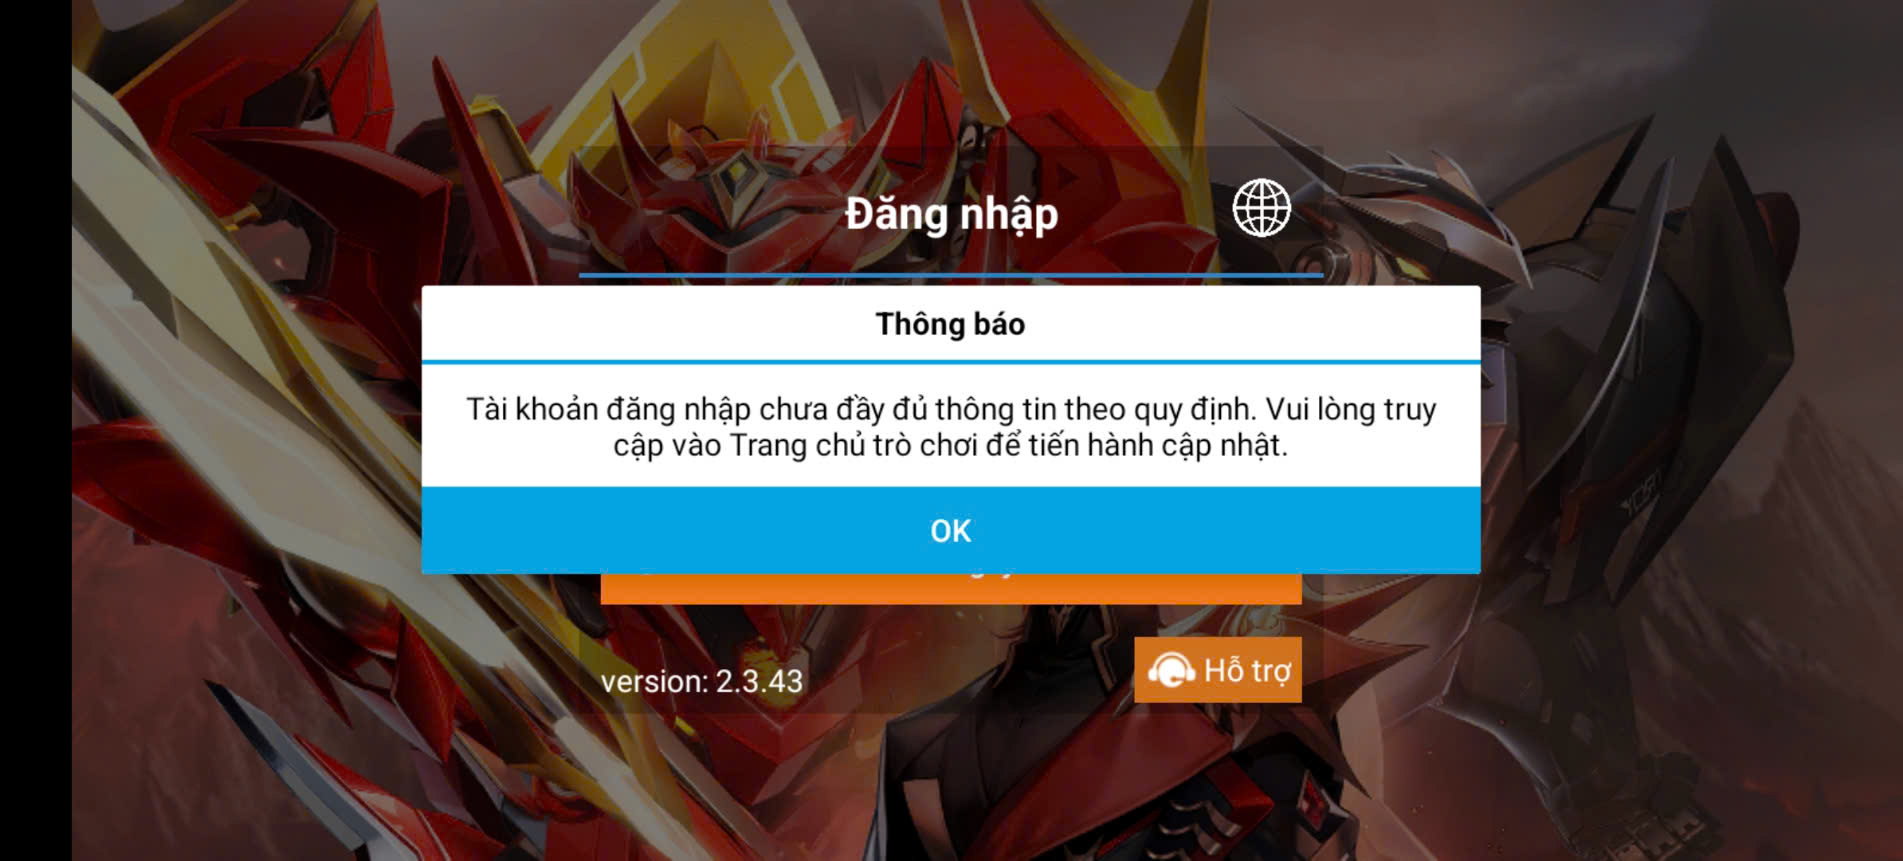 Đăng nhập
Thông báo
Tài khoản đăng nhập chưa đầy đủ thông tin theo quy định. Vui lòng truy
cập vào Trang chủ trò chơi để tiến hành cập nhật.
OK
version: 2.3.43
Hỗ trợ